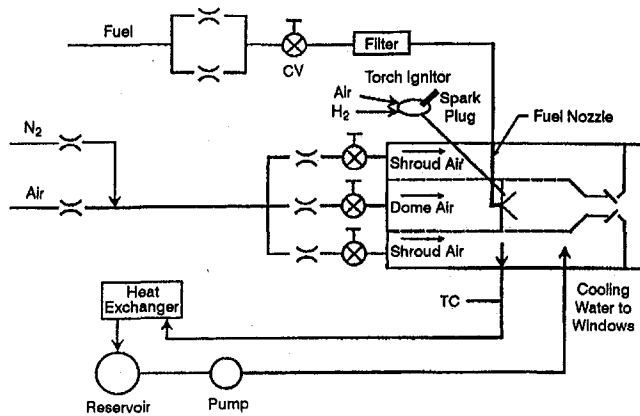 Fuel
CV
Filter
Torch Ignitor
Air
H2
Spark
Plug
Fuel Nozzle
N2
Air
Shroud Air
Dome Air
Shroud Air
Heat
Exchanger
TC
Cooling
Water to
Windows
Reservoir
Pump